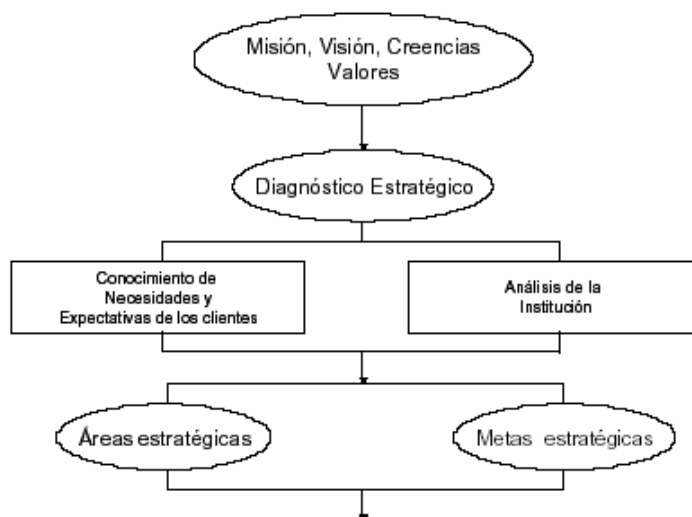 Misión, Visión, Creencias
Valores
Diagnóstico Estratégico
Conocimiento de
Necesidades y
Expectativas de los clientes
Análisis de la
Institución
Áreas estratégicas
Metas estratégicas